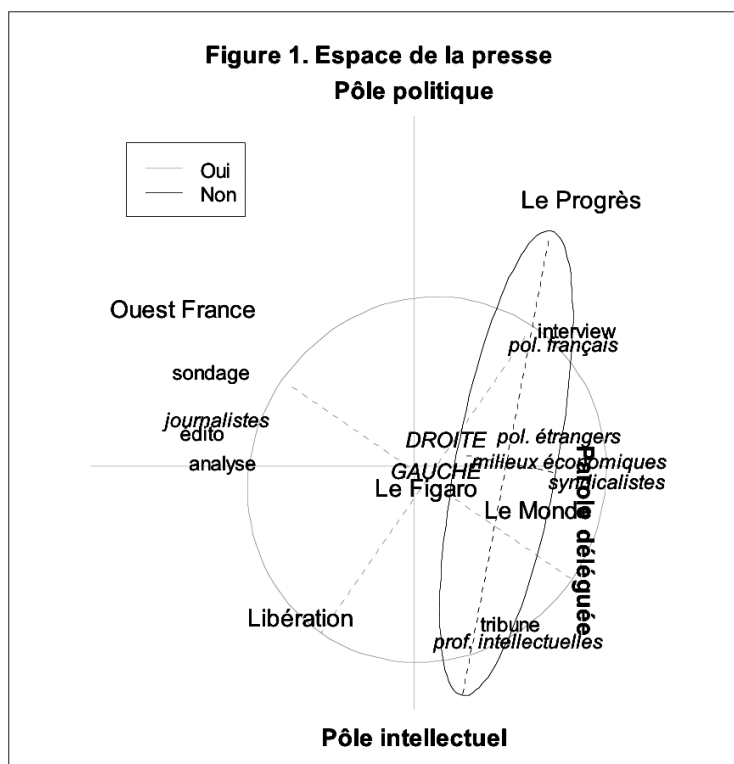 Figure 1. Espace de la presse
Pôle politique
Oui
Non
Le Progrès
Ouest France
interview
pol. français
sondage
journalistes
édito
analyse
DROITE
pol. étrangers
milieux économiques
GAUCHE
syndicalistes
Le Figaro
Le Monde
Parole déléguée
Libération
tribune
prof. intellectuelles
Pôle intellectuel